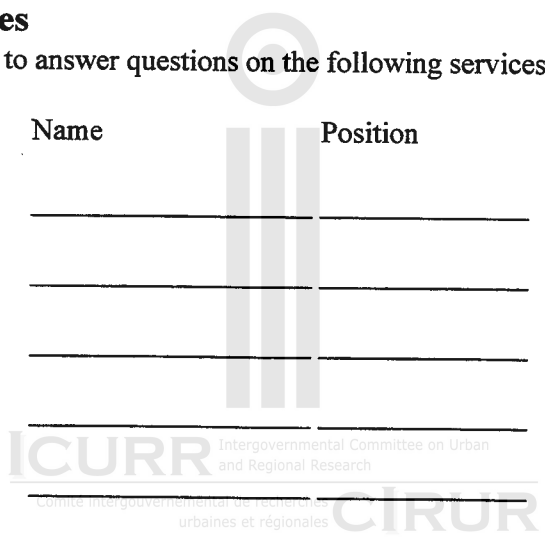 es
to answer questions on the following services
Name Position
ICURR Intergovernmental Committee on Urban
and Regional Research
Comité intergouvernemental de recherches
urbaines et régionales CIRUR